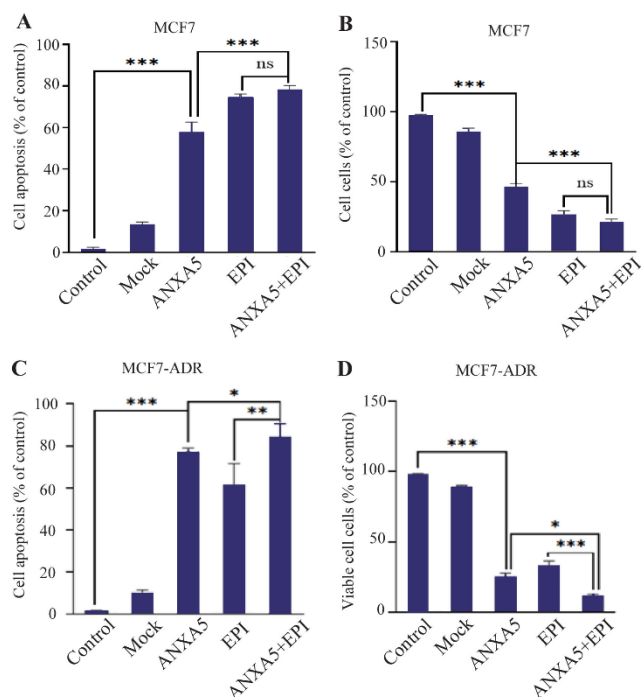 A
MCF7
Cell apoptosis (% of control)
80
60
40
20
0
***
***
ns
Control
Mock
ANXA5
EPI
ANXA5+EPI
B
MCF7
Cell cells (% of control)
150
100
50
0
***
***
ns
Control
Mock
ANXA5
EPI
ANXA5+EPI
C
MCF7-ADR
Cell apoptosis (% of control)
100
80
60
40
20
0
***
*
**
Control
Mock
ANXA5
EPI
ANXA5+EPI
D
MCF7-ADR
Viable cell cells (% of control)
150
100
50
0
***
*
***
Control
Mock
ANXA5
EPI
ANXA5+EPI